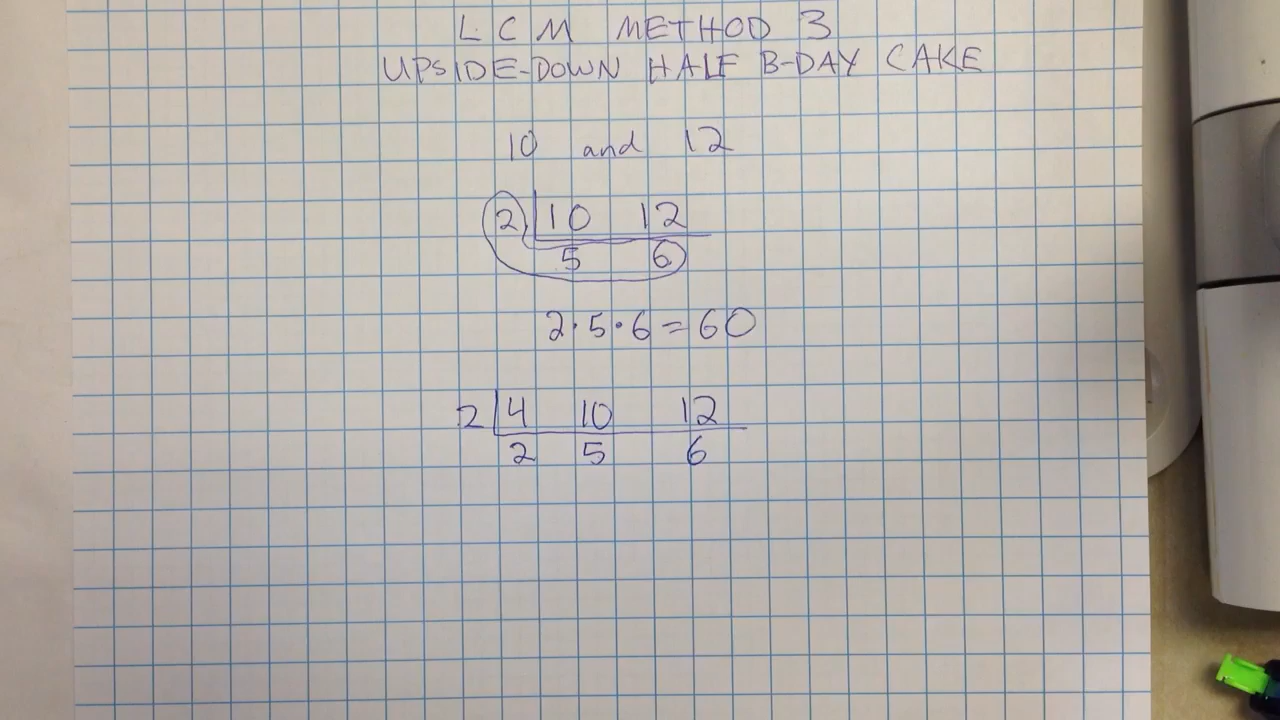 LCM METHOD 3
UPSIDE-DOWN HALF B-DAY CAKE
10 and 12
2 10 12
5 6
2·5·6=60
2 4 10 12
2 5 6